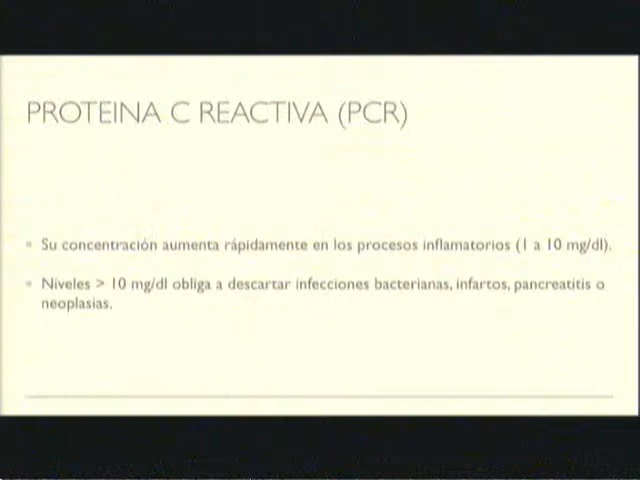 PROTEINA C REACTIVA (PCR)
Su concentración aumenta rápidamente en los procesos inflamatorios (1 a 10 mg/dl).
Niveles > 10 mg/dl obliga a descartar infecciones bacterianas, infartos, pancreatitis o
neoplasias.